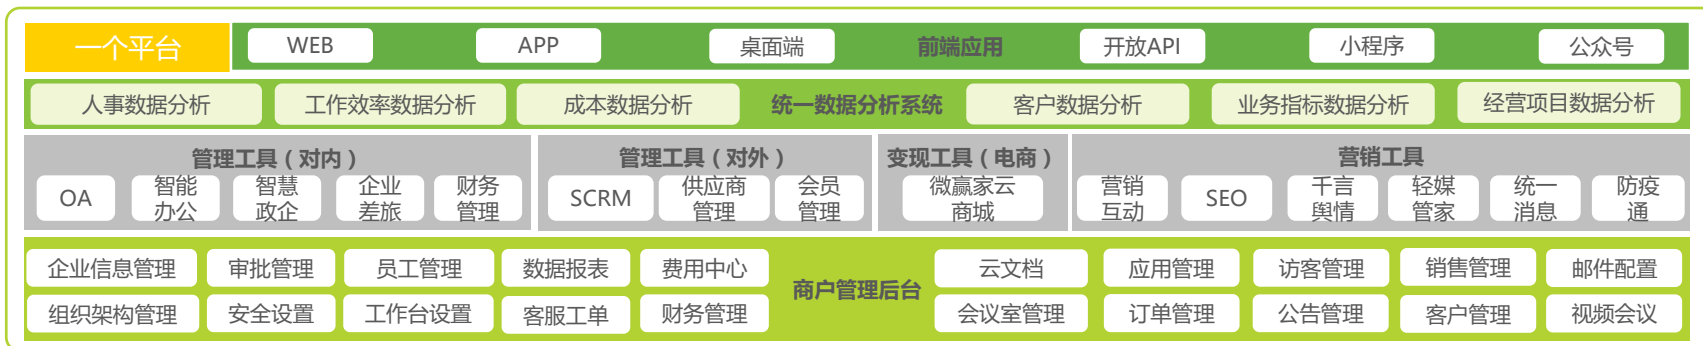 一个平台
WEB
APP
桌面端
前端应用
开放API
小程序
公众号
人事数据分析
工作效率数据分析
成本数据分析
统一数据分析系统
客户数据分析
业务指标数据分析
经营项目数据分析
管理工具（对内）
OA
智能
办公
智慧
政企
企业
差旅
财务
管理
管理工具（对外）
SCRM
供应商
管理
会员
管理
变现工具（电商）
微赢家云
商城
营销工具
营销
互动
SEO
千言
舆情
轻媒
管家
统一
消息
防疫
通
企业信息管理
审批管理
员工管理
数据报表
费用中心
商户管理后台
云文档
应用管理
访客管理
销售管理
邮件配置
组织架构管理
安全设置
工作台设置
客服工单
财务管理
会议室管理
订单管理
公告管理
客户管理
视频会议